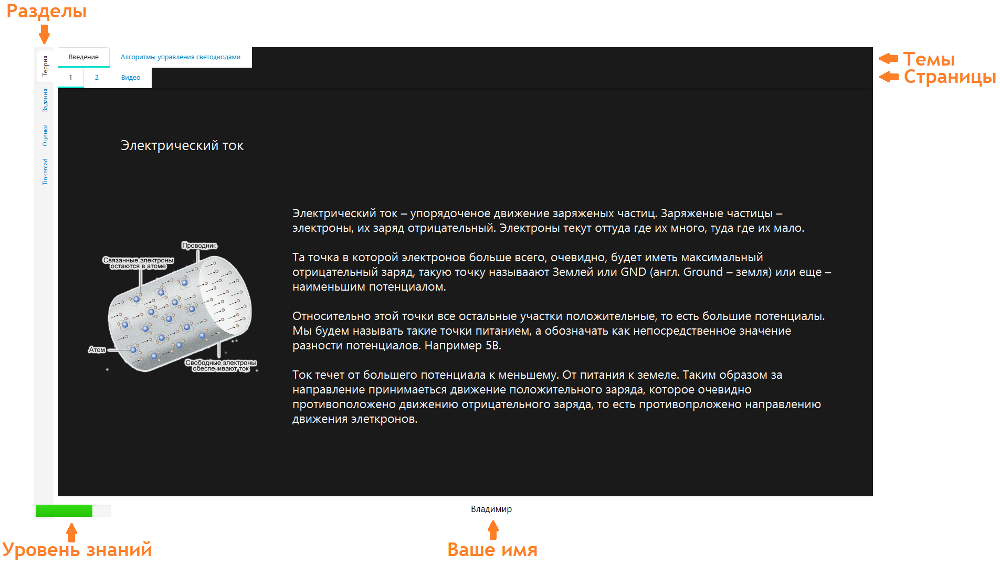 Разделы
Введение
Алгоритмы управления светодиодами
Темы
1
2
Видео
Страницы
Теория
Задания
Оценки
Tinkercad
Электрический ток
Проводник
Связанные электроны
остаются в атоме
Атом
Свободные электроны
обеспечивают ток
Электрический ток – упорядоченое движение заряженых частиц. Заряженые частицы –
электроны, их заряд отрицательный. Электроны текут оттуда где их много, туда где их мало.
Та точка в которой электронов больше всего, очевидно, будет иметь максимальный
отрицательный заряд, такую точку называают Землей или GND (англ. Ground – земля) или еще –
наименьшим потенциалом.
Относительно этой точки все остальные участки положительные, то есть большие потенциалы.
Мы будем называть такие точки питанием, а обозначать как непосредственное значение
разности потенциалов. Например 5В.
Ток течет от большего потенциала к меньшему. От питания к земеле. Таким образом за
направление принимаеться движение положительного заряда, которое очевидно
противоположено движению отрицательного заряда, то есть противопрложено направлению
движения элеткронов.
Владимир
Уровень знаний
Ваше имя